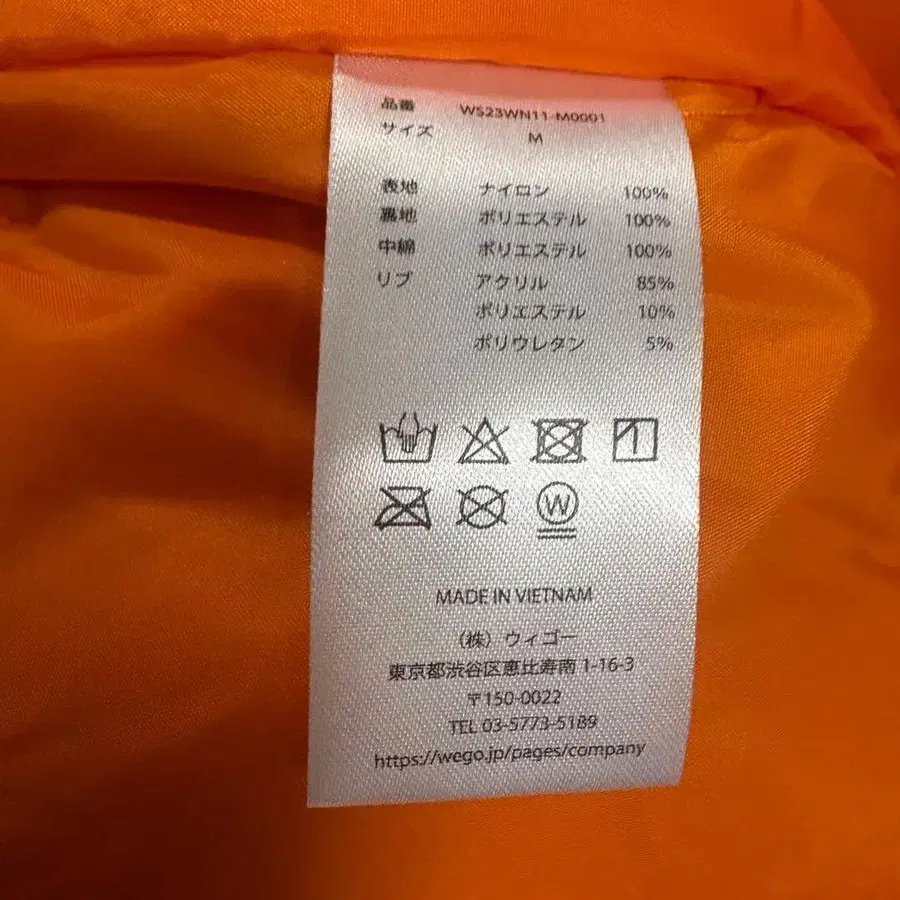 品番 WS23WN11-M0001
サイズ M
表地 ナイロン 100%
裏地 ポリエステル 100%
中綿 ポリエステル 100%
リブ アクリル 85%
ポリエステル 10%
ポリウレタン 5%
W
MADE IN VIETNAM
（株）ウィゴー
東京都渋谷区恵比寿南 1-16-3
〒150-0022
TEL 03-5773-5189
https://wego.jp/pages/company